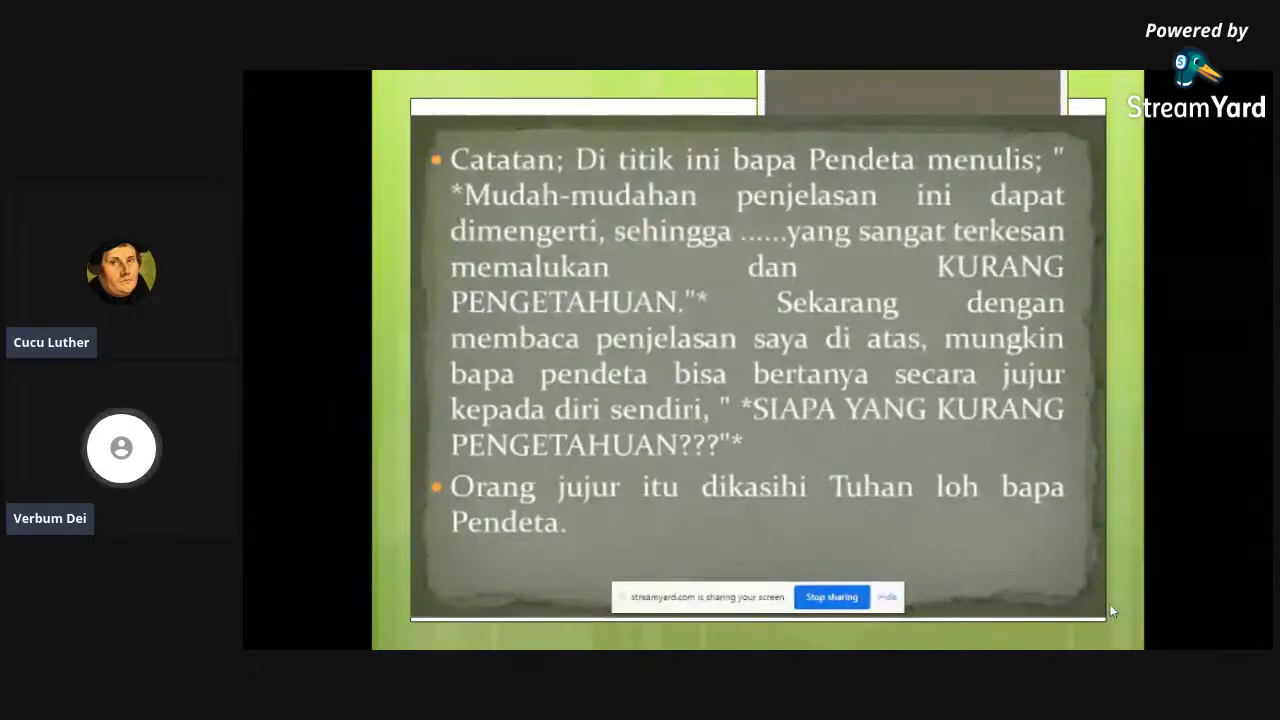 Powered by
StreamYard
Catatan; Di titik ini bapa Pendeta menulis; "
*Mudah-mudahan penjelasan ini dapat
dimengerti, sehingga ......yang sangat terkesan
memalukan dan KURANG
PENGETAHUAN."* Sekarang dengan
membaca penjelasan saya di atas, mungkin
bapa pendeta bisa bertanya secara jujur
kepada diri sendiri, " *SIAPA YANG KURANG
PENGETAHUAN???"*
Orang jujur itu dikasihi Tuhan loh bapa
Pendeta.
Cucu Luther
Verbum Dei
streamyard.com is sharing your screen
Stop sharing
Hide